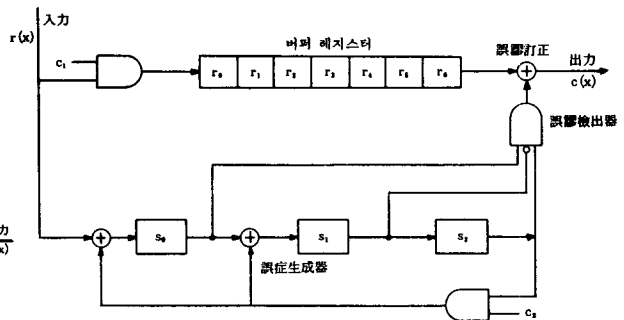 入力
r(x)
버퍼 레지스터
誤謬訂正
出力
c(x)
c₁
r₀ r₁ r₂ r₃ r₄ r₅ r₆
誤謬檢出器
力
x)
s₀
s₁
s₂
誤症生成器
c₂